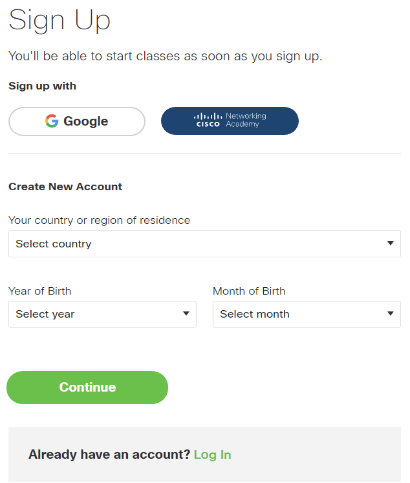 Sign Up
You'll be able to start classes as soon as you sign up.
Sign up with
Google
Networking
CISCO Academy
Create New Account
Your country or region of residence
Select country
Year of Birth Month of Birth
Select year Select month
Continue
Already have an account? Log In